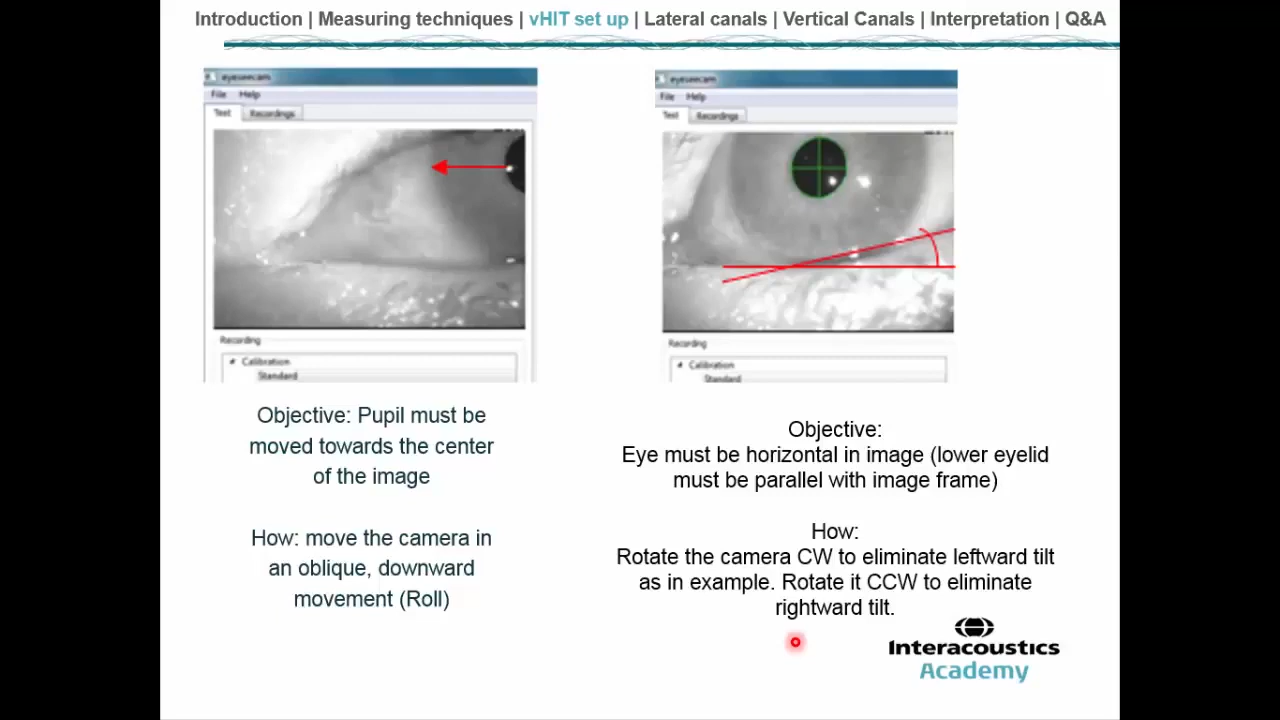 Introduction | Measuring techniques | vHIT set up | Lateral canals | Vertical Canals | Interpretation | Q&A
eyeseecam
File Help
Test Recordings
Recording
Calibration
Standard
Objective: Pupil must be
moved towards the center
of the image
How: move the camera in
an oblique, downward
movement (Roll)
eyeseecam
File Help
Test Recordings
Recording
Calibration
Standard
Objective:
Eye must be horizontal in image (lower eyelid
must be parallel with image frame)
How:
Rotate the camera CW to eliminate leftward tilt
as in example. Rotate it CCW to eliminate
rightward tilt.
Interacoustics
Academy